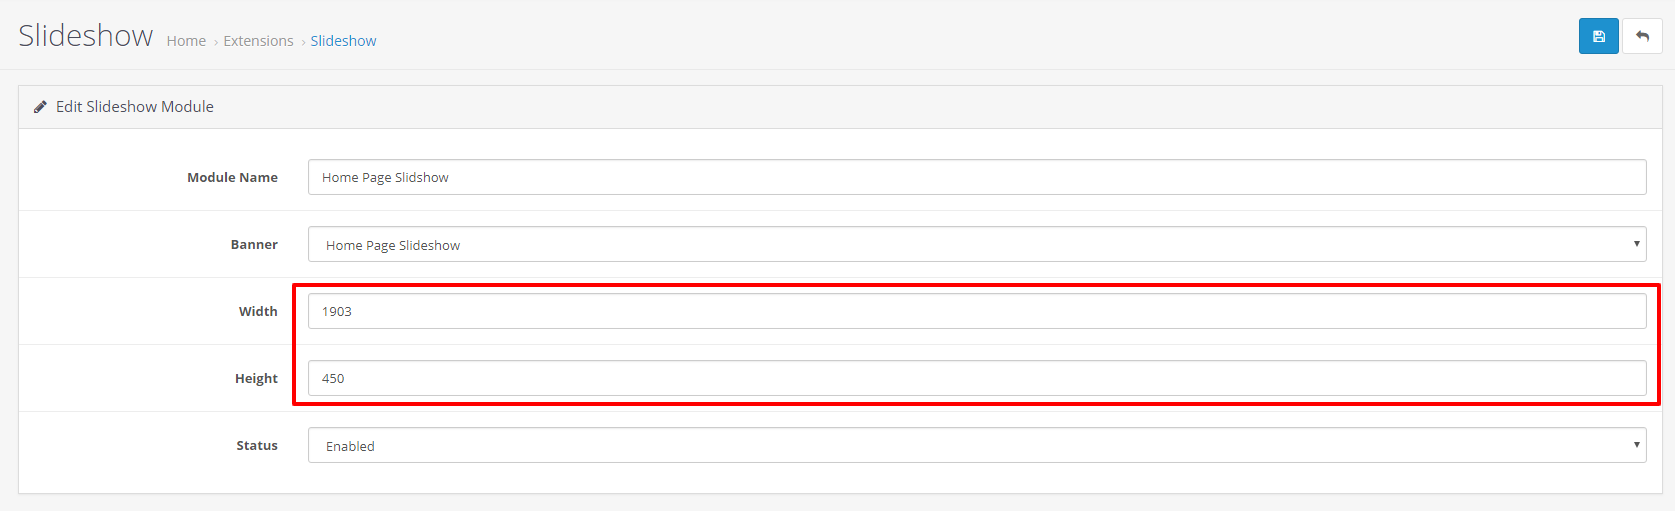 Slideshow Home › Extensions › Slideshow
Edit Slideshow Module
Module Name Home Page Slidshow
Banner Home Page Slideshow
Width 1903
Height 450
Status Enabled